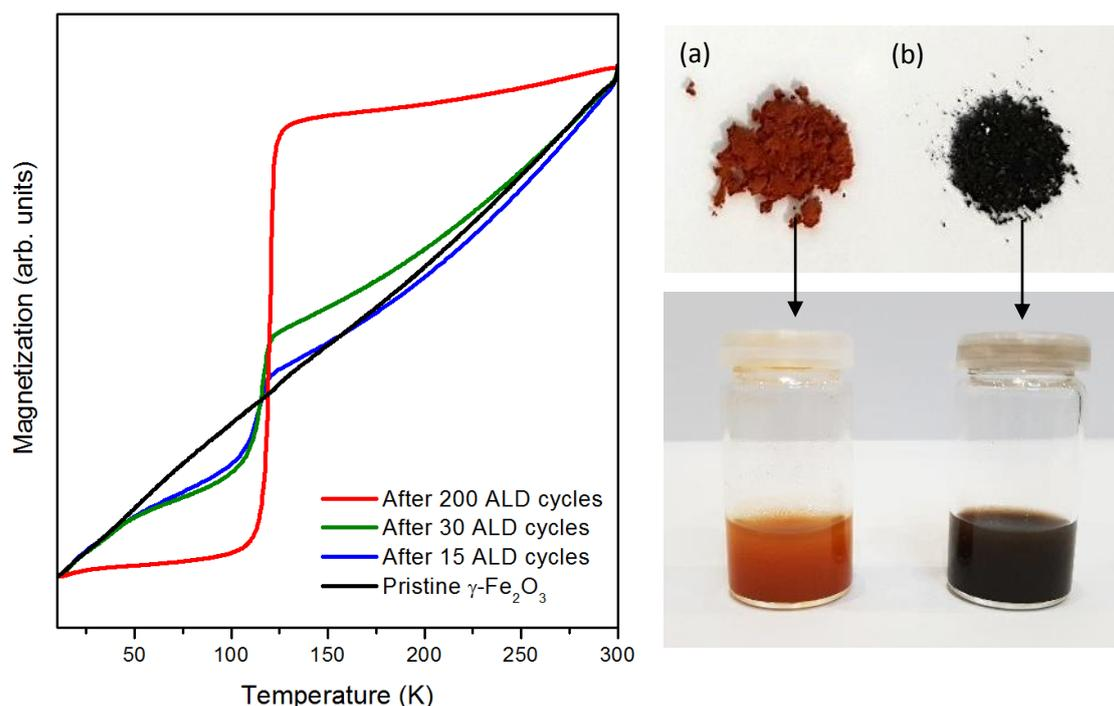 Magnetization (arb. units)
After 200 ALD cycles
After 30 ALD cycles
After 15 ALD cycles
Pristine γ-Fe₂O₃
50 100 150 200 250 300
Temperature (K)
(a) (b)